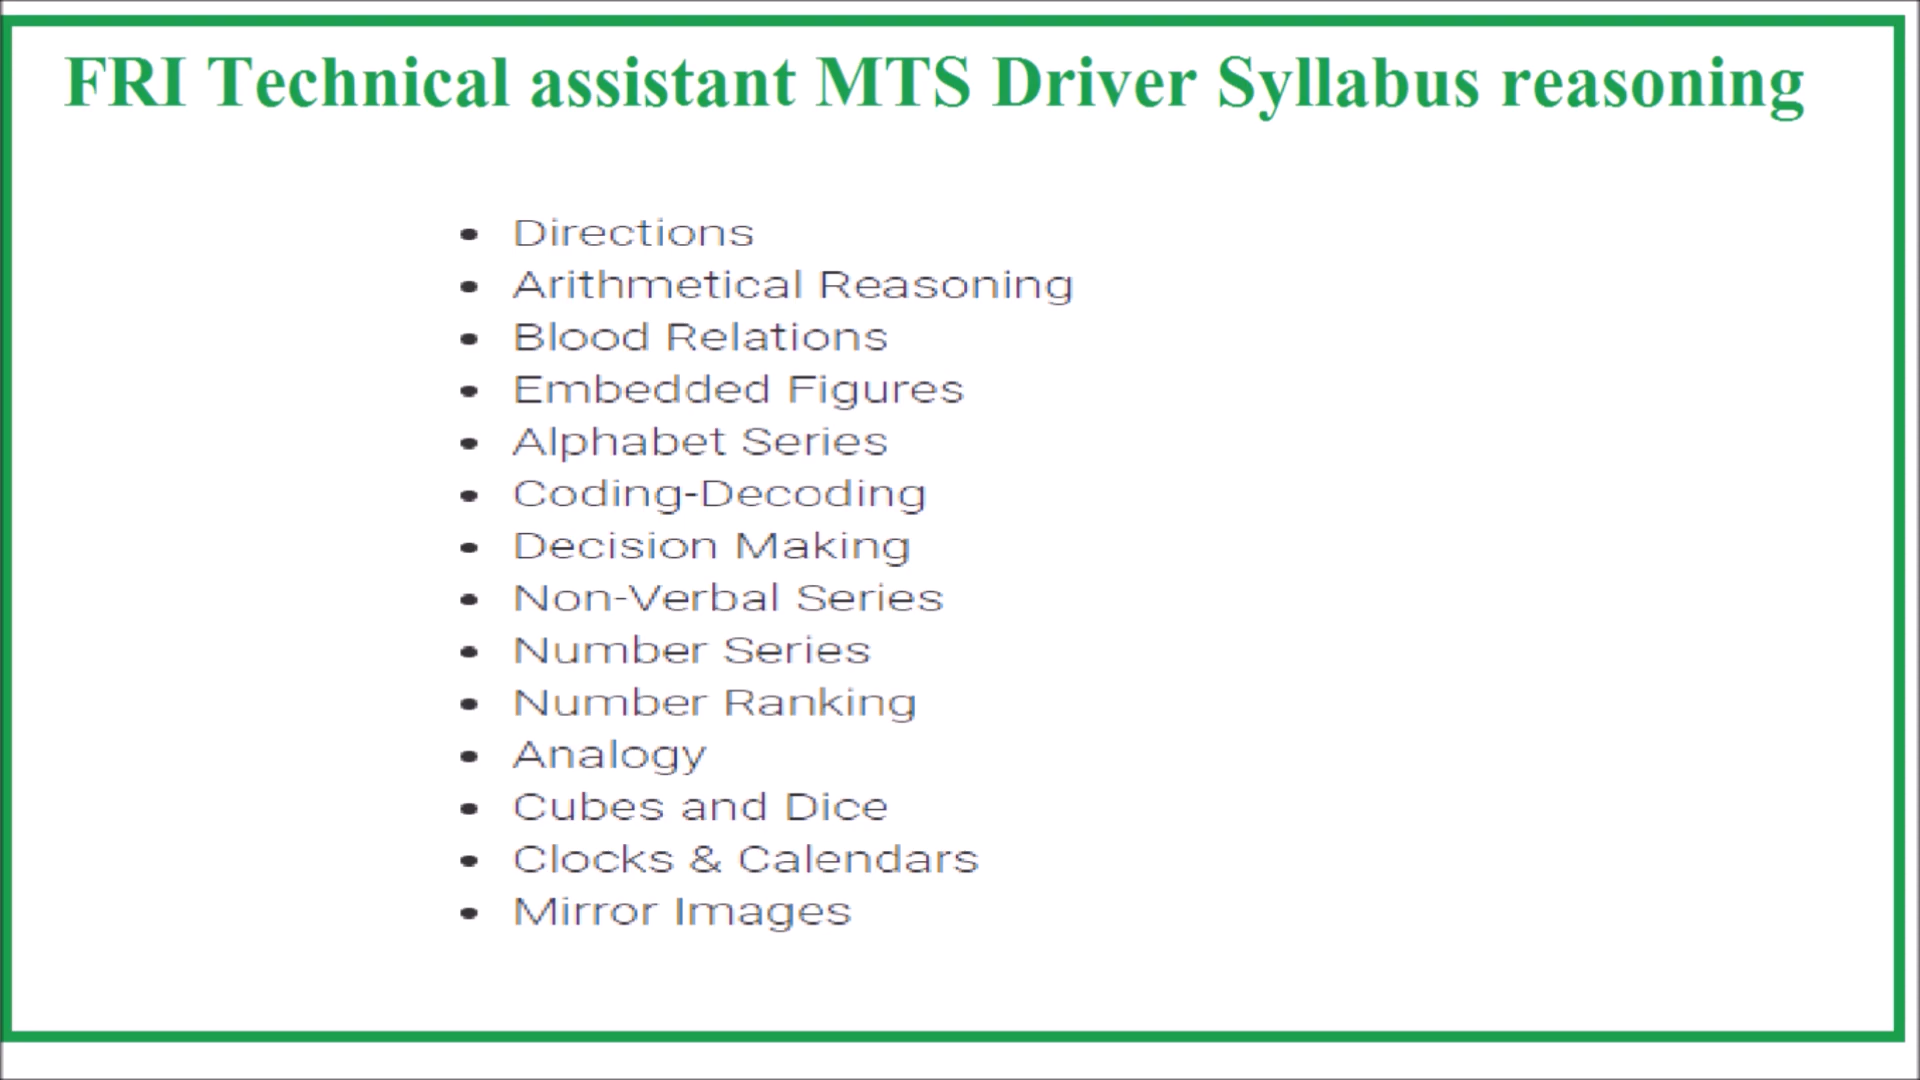 FRI Technical assistant MTS Driver Syllabus reasoning
• Directions
• Arithmetical Reasoning
• Blood Relations
• Embedded Figures
• Alphabet Series
• Coding-Decoding
• Decision Making
• Non-Verbal Series
• Number Series
• Number Ranking
• Analogy
• Cubes and Dice
• Clocks & Calendars
• Mirror Images